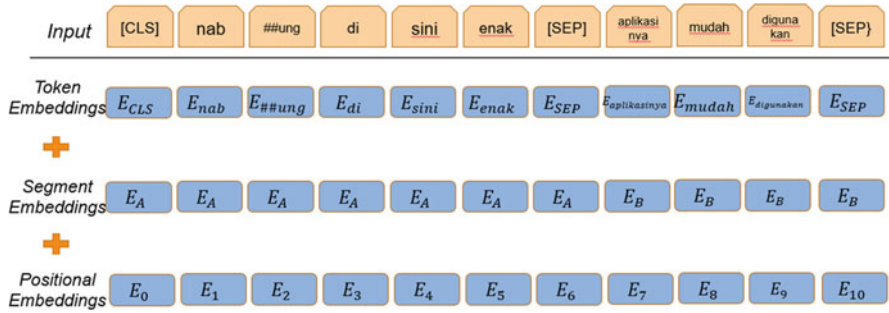 Input [CLS] nab ##ung di sini enak [SEP] aplikasi nya mudah diguna kan [SEP}
Token Embeddings E_CLS E_nab E_##ung E_di E_sini E_enak E_SEP E_aplikasinya E_mudah E_digunakan E_SEP
+
Segment Embeddings E_A E_A E_A E_A E_A E_A E_A E_B E_B E_B E_B
+
Positional Embeddings E_0 E_1 E_2 E_3 E_4 E_5 E_6 E_7 E_8 E_9 E_10